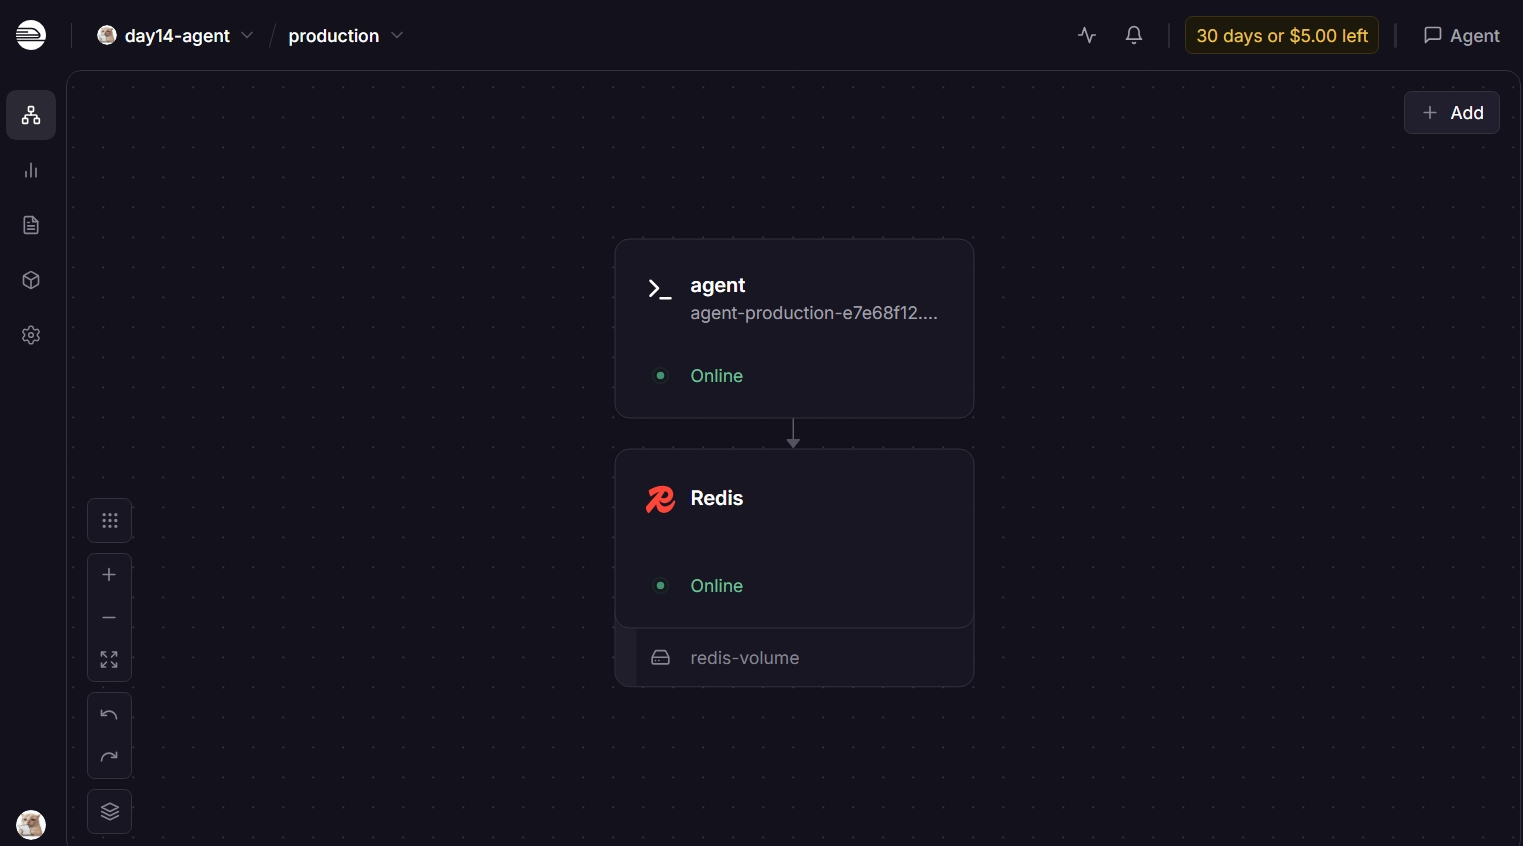 day14-agent
production
30 days or $5.00 left
Agent
Add
agent
agent-production-e7e68f12....
Online
Redis
Online
redis-volume